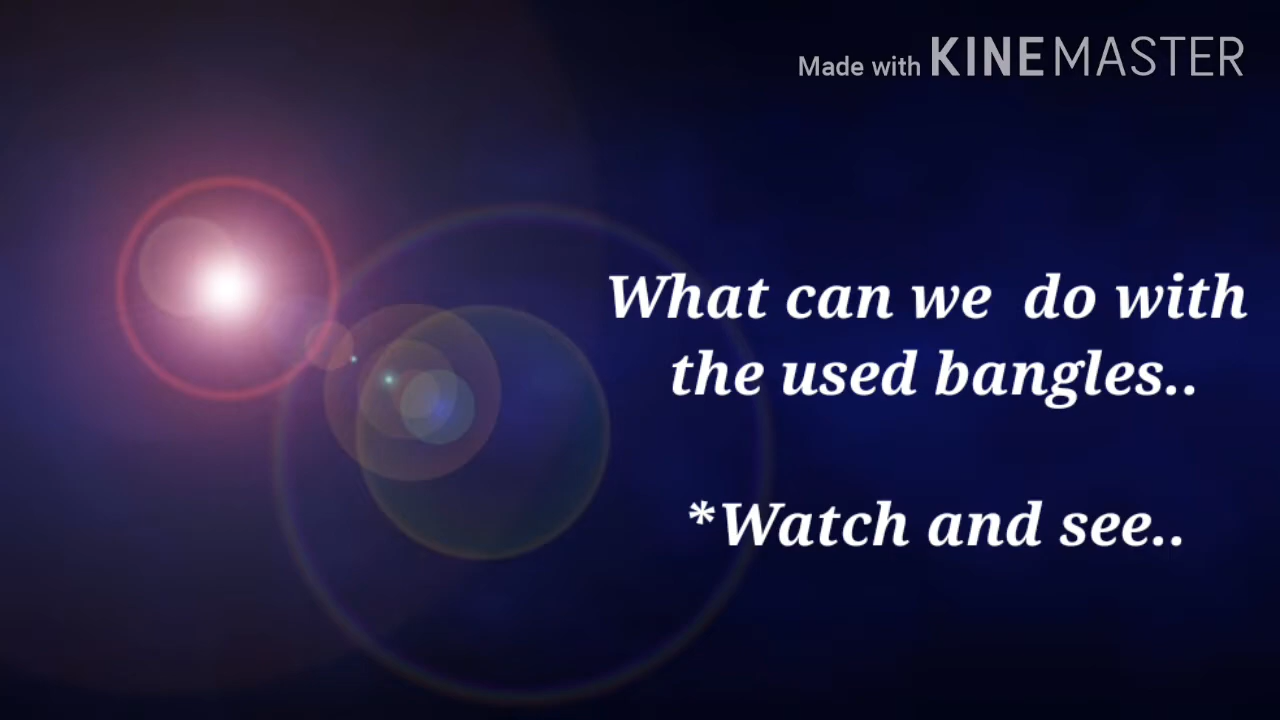 Made with KINEMASTER
What can we do with
the used bangles..
*Watch and see..